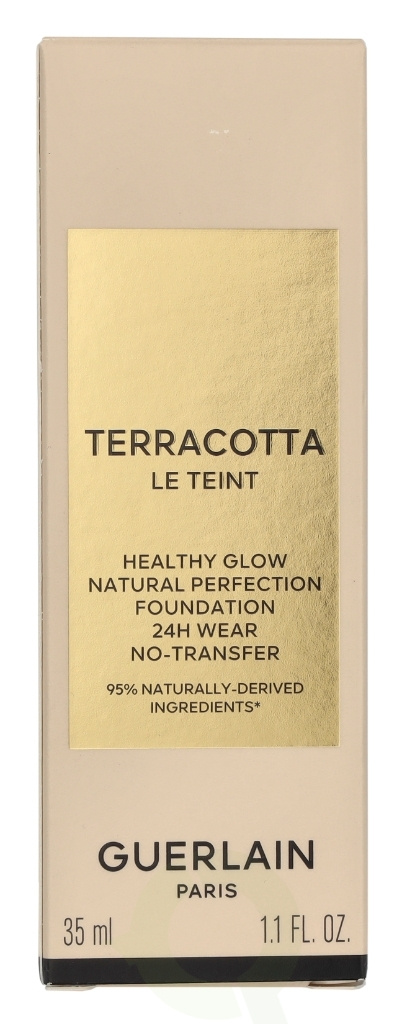 TERRACOTTA
LE TEINT
HEALTHY GLOW
NATURAL PERFECTION
FOUNDATION
24H WEAR
NO-TRANSFER
95% NATURALLY-DERIVED
INGREDIENTS*
GUERLAIN
PARIS
35 ml 1.1 FL. OZ.